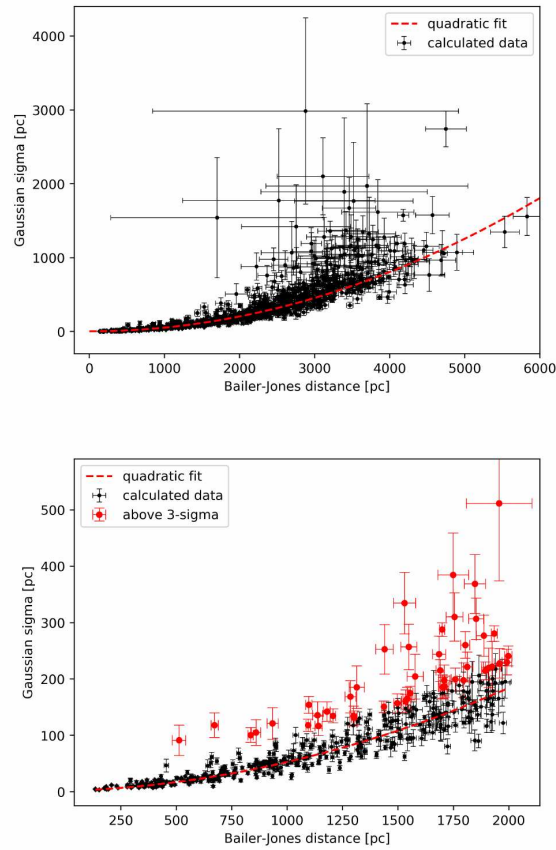 4000
3000
2000
1000
0
Gaussian sigma [pc]
quadratic fit
calculated data
0 1000 2000 3000 4000 5000 6000
Bailer-Jones distance [pc]
500
400
300
200
100
0
Gaussian sigma [pc]
quadratic fit
calculated data
above 3-sigma
250 500 750 1000 1250 1500 1750 2000
Bailer-Jones distance [pc]